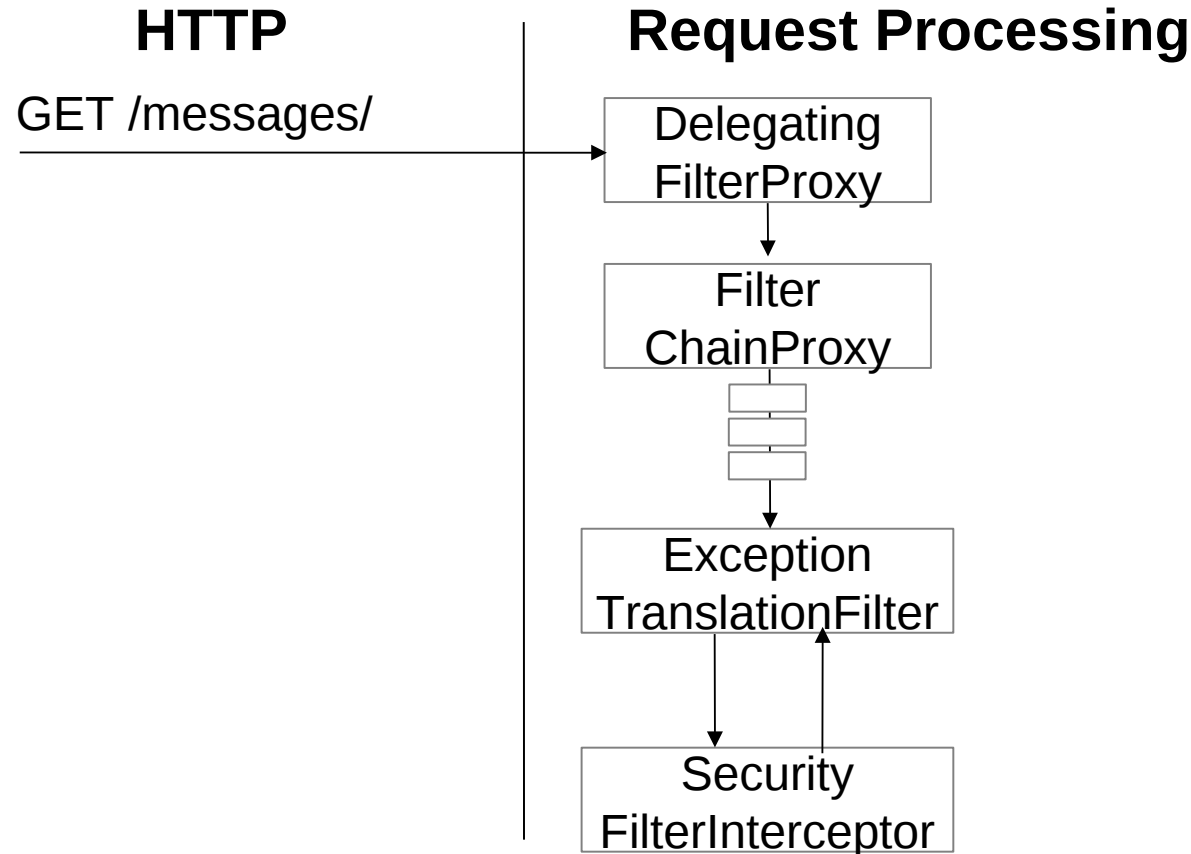 HTTP
Request Processing
GET /messages/
Delegating
FilterProxy
Filter
ChainProxy
Exception
TranslationFilter
Security
FilterInterceptor